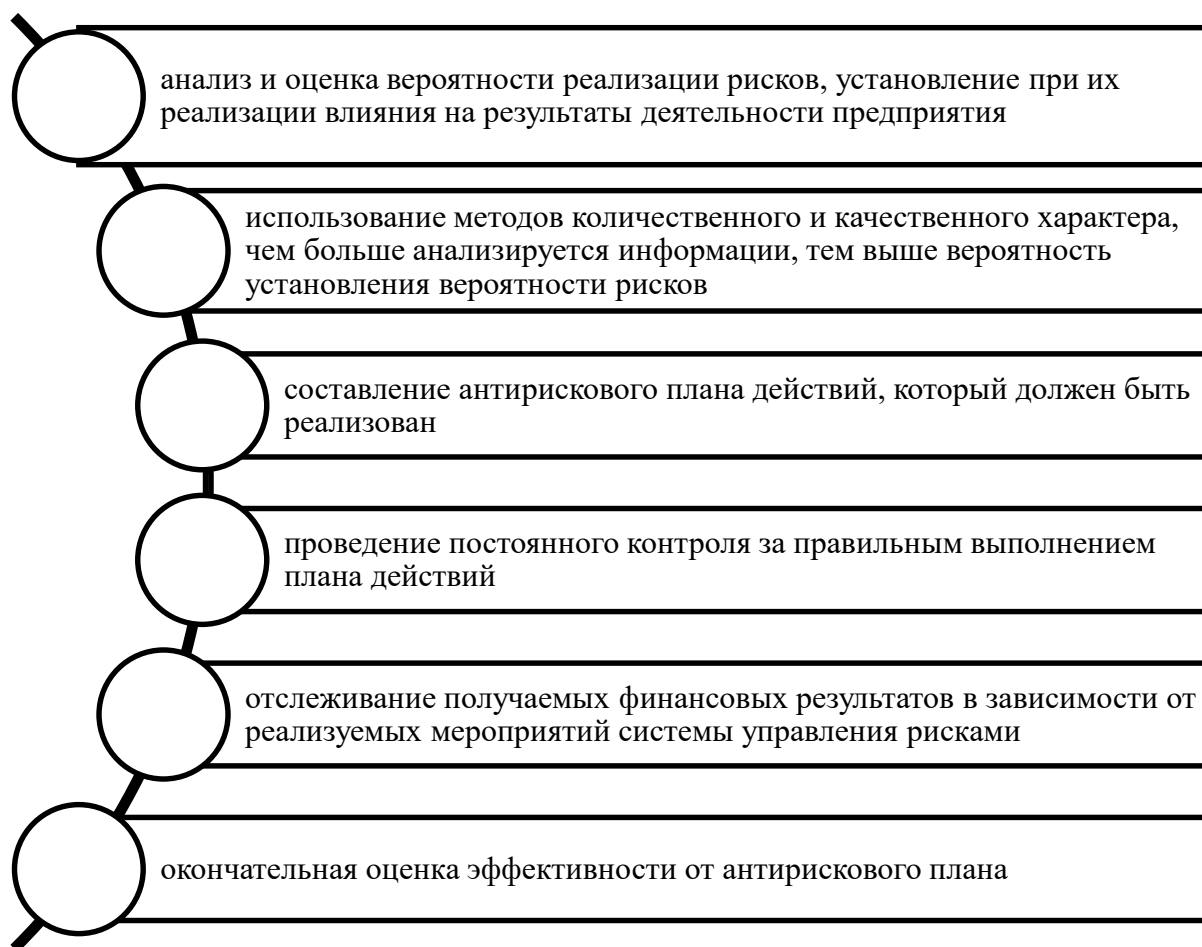 анализ и оценка вероятности реализации рисков, установление при их
реализации влияния на результаты деятельности предприятия
использование методов количественного и качественного характера,
чем больше анализируется информации, тем выше вероятность
установления вероятности рисков
составление антирискового плана действий, который должен быть
реализован
проведение постоянного контроля за правильным выполнением
плана действий
отслеживание получаемых финансовых результатов в зависимости от
реализуемых мероприятий системы управления рисками
окончательная оценка эффективности от антирискового плана